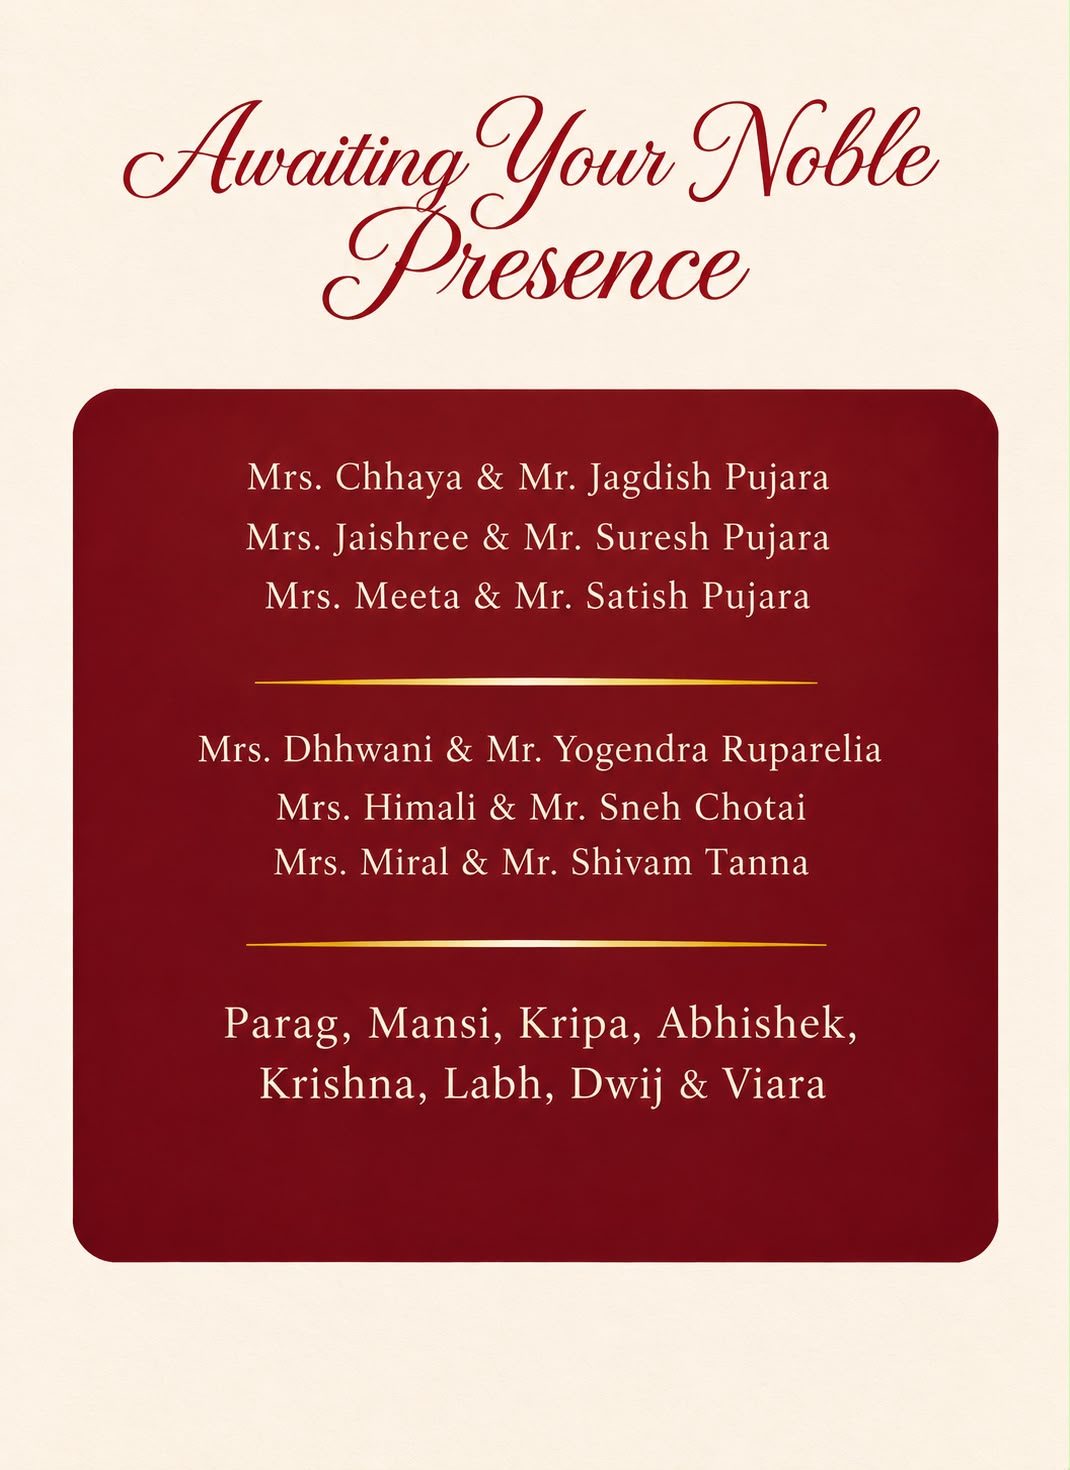 Awaiting Your Noble
Presence
Mrs. Chhaya & Mr. Jagdish Pujara
Mrs. Jaishree & Mr. Suresh Pujara
Mrs. Meeta & Mr. Satish Pujara
Mrs. Dhhwani & Mr. Yogendra Ruparelia
Mrs. Himali & Mr. Sneh Chotai
Mrs. Miral & Mr. Shivam Tanna
Parag, Mansi, Kripa, Abhishek,
Krishna, Labh, Dwij & Viara